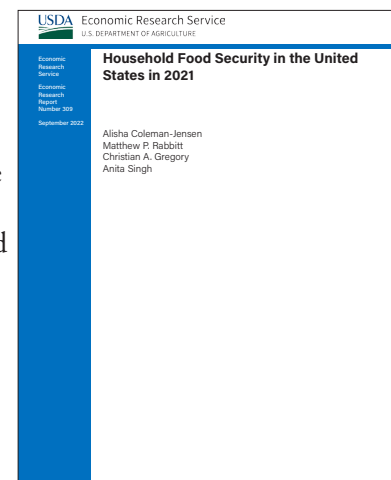 USDA Economic Research Service
U.S. DEPARTMENT OF AGRICULTURE
Economic
Research
Service
Economic
Research
Report
Number 309
September 2022
Household Food Security in the United
States in 2021
Alisha Coleman-Jensen
Matthew P. Rabbitt
Christian A. Gregory
Anita Singh